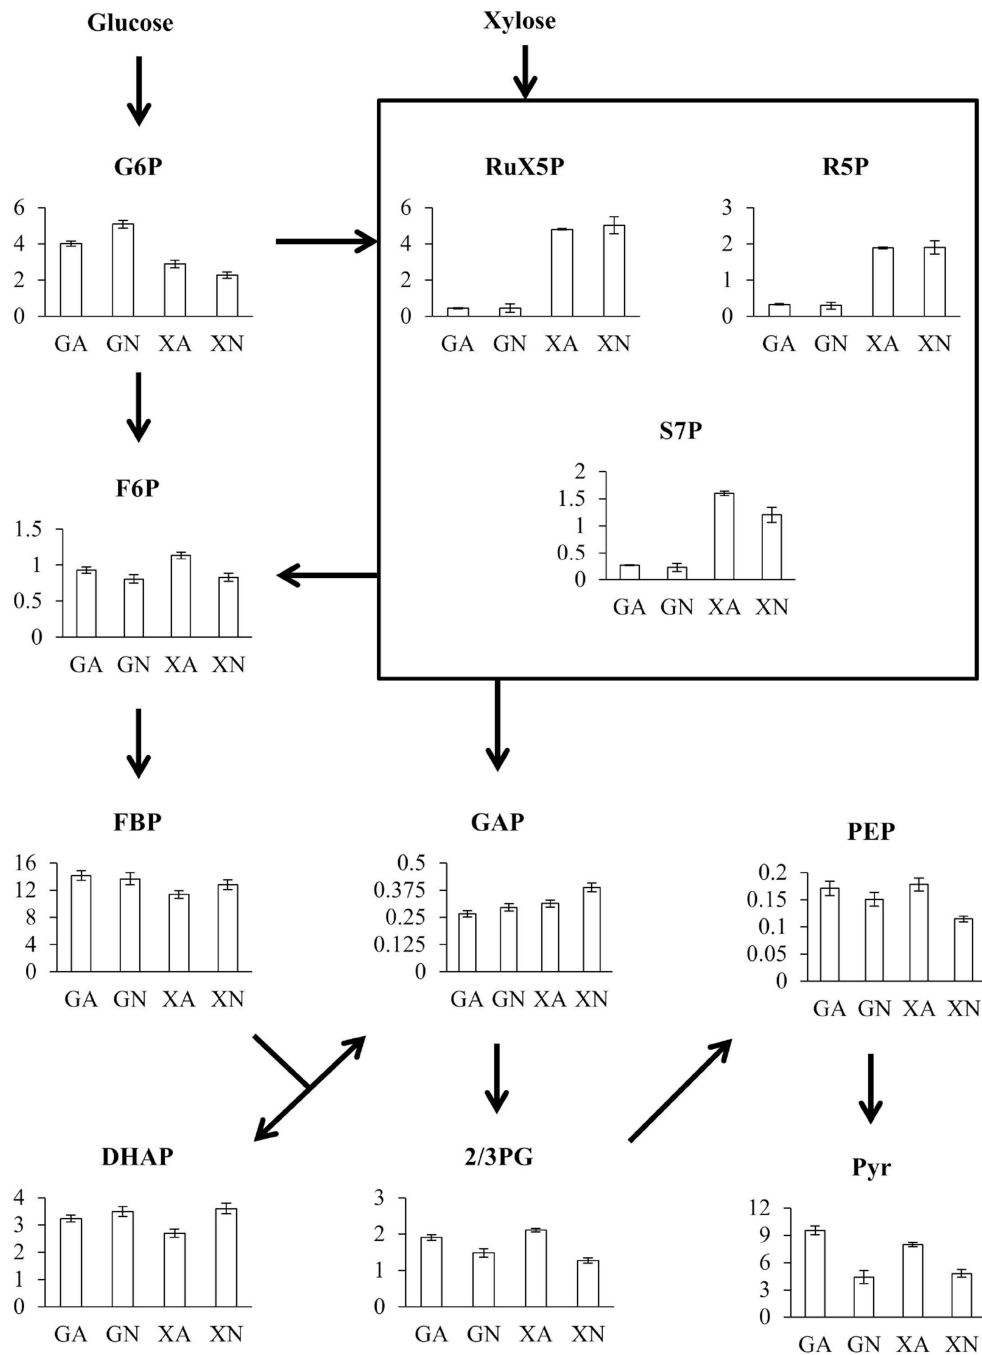 Glucose
Xylose
G6P
6
4
2
0
GA GN XA XN
RuX5P
6
4
2
0
GA GN XA XN
R5P
3
2
1
0
GA GN XA XN
S7P
2
1.5
1
0.5
0
GA GN XA XN
F6P
1.5
1
0.5
0
GA GN XA XN
FBP
16
12
8
4
0
GA GN XA XN
GAP
0.5
0.375
0.25
0.125
0
GA GN XA XN
PEP
0.2
0.15
0.1
0.05
0
GA GN XA XN
DHAP
4
3
2
1
0
GA GN XA XN
2/3PG
3
2
1
0
GA GN XA XN
Pyr
12
9
6
3
0
GA GN XA XN